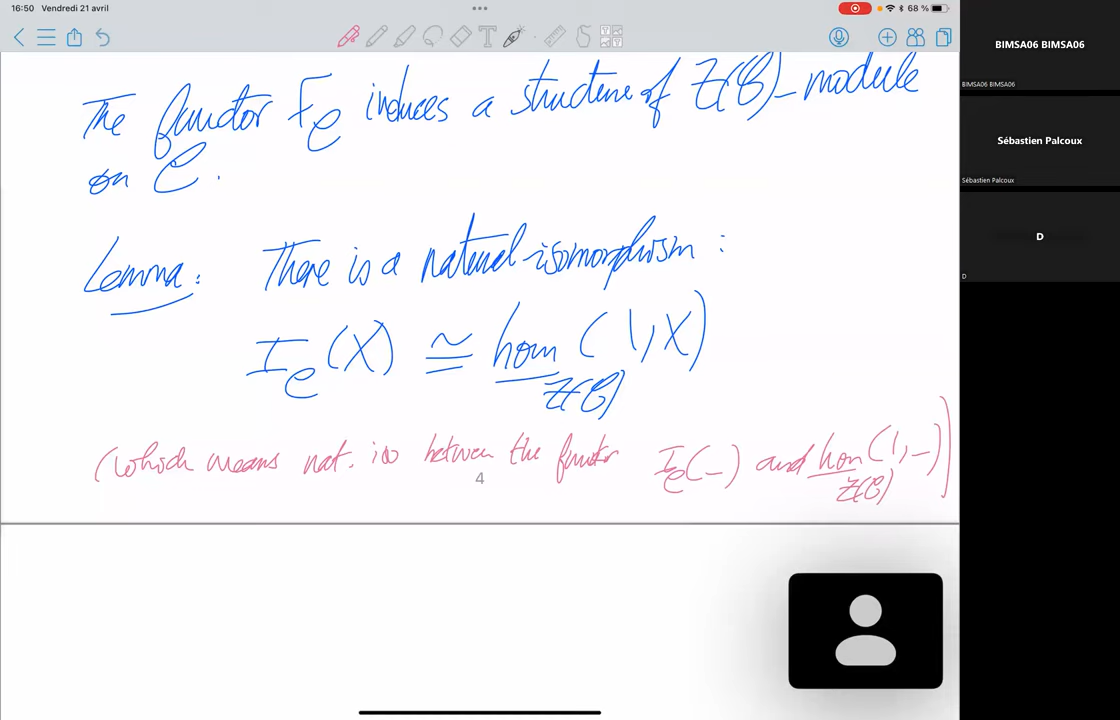 16:50 Vendredi 21 avril
68 %
The functor F_C induces a structure of Z(C)-module
on C.
Lemma: There is a natural isomorphism:
I_C(X) ≅ hom_Z(C) (1, X)
(which means nat. iso between the functor I_C(-) and hom_Z(C) (1, -))
4
BIMSA06 BIMSA06
BIMSA06 BIMSA06
Sébastien Palcoux
Sébastien Palcoux
D
D